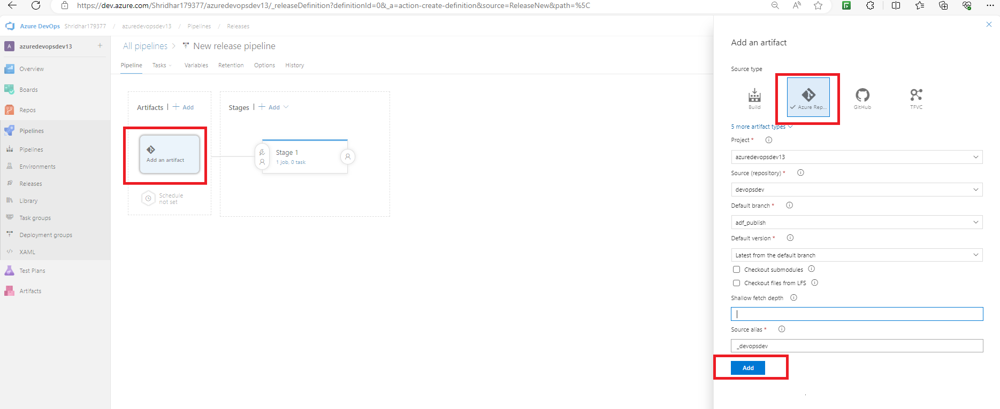 https://dev.azure.com/Shridhar179377/azuredevopsdev13/_releaseDefinition?definitionId=0&_a=action-create-definition&source=ReleaseNew&path=%5C
Azure DevOps Shridhar179377 / azuredevopsdev13 / Pipelines / Releases
A azuredevopsdev13 +
Overview
Boards
Repos
Pipelines
Pipelines
Environments
Releases
Library
Task groups
Deployment groups
XAML
Test Plans
Artifacts
All pipelines > New release pipeline
Pipeline Tasks Variables Retention Options History
Artifacts | + Add
Add an artifact
Schedule
not set
Stages | + Add
Stage 1
1 job, 0 task
Add an artifact
Source type
Build
Azure Rep...
GitHub
TFVC
5 more artifact types
Project *
azuredevopsdev13
Source (repository) *
devopsdev
Default branch *
adf_publish
Default version *
Latest from the default branch
Checkout submodules
Checkout files from LFS
Shallow fetch depth
Source alias *
_devopsdev
Add